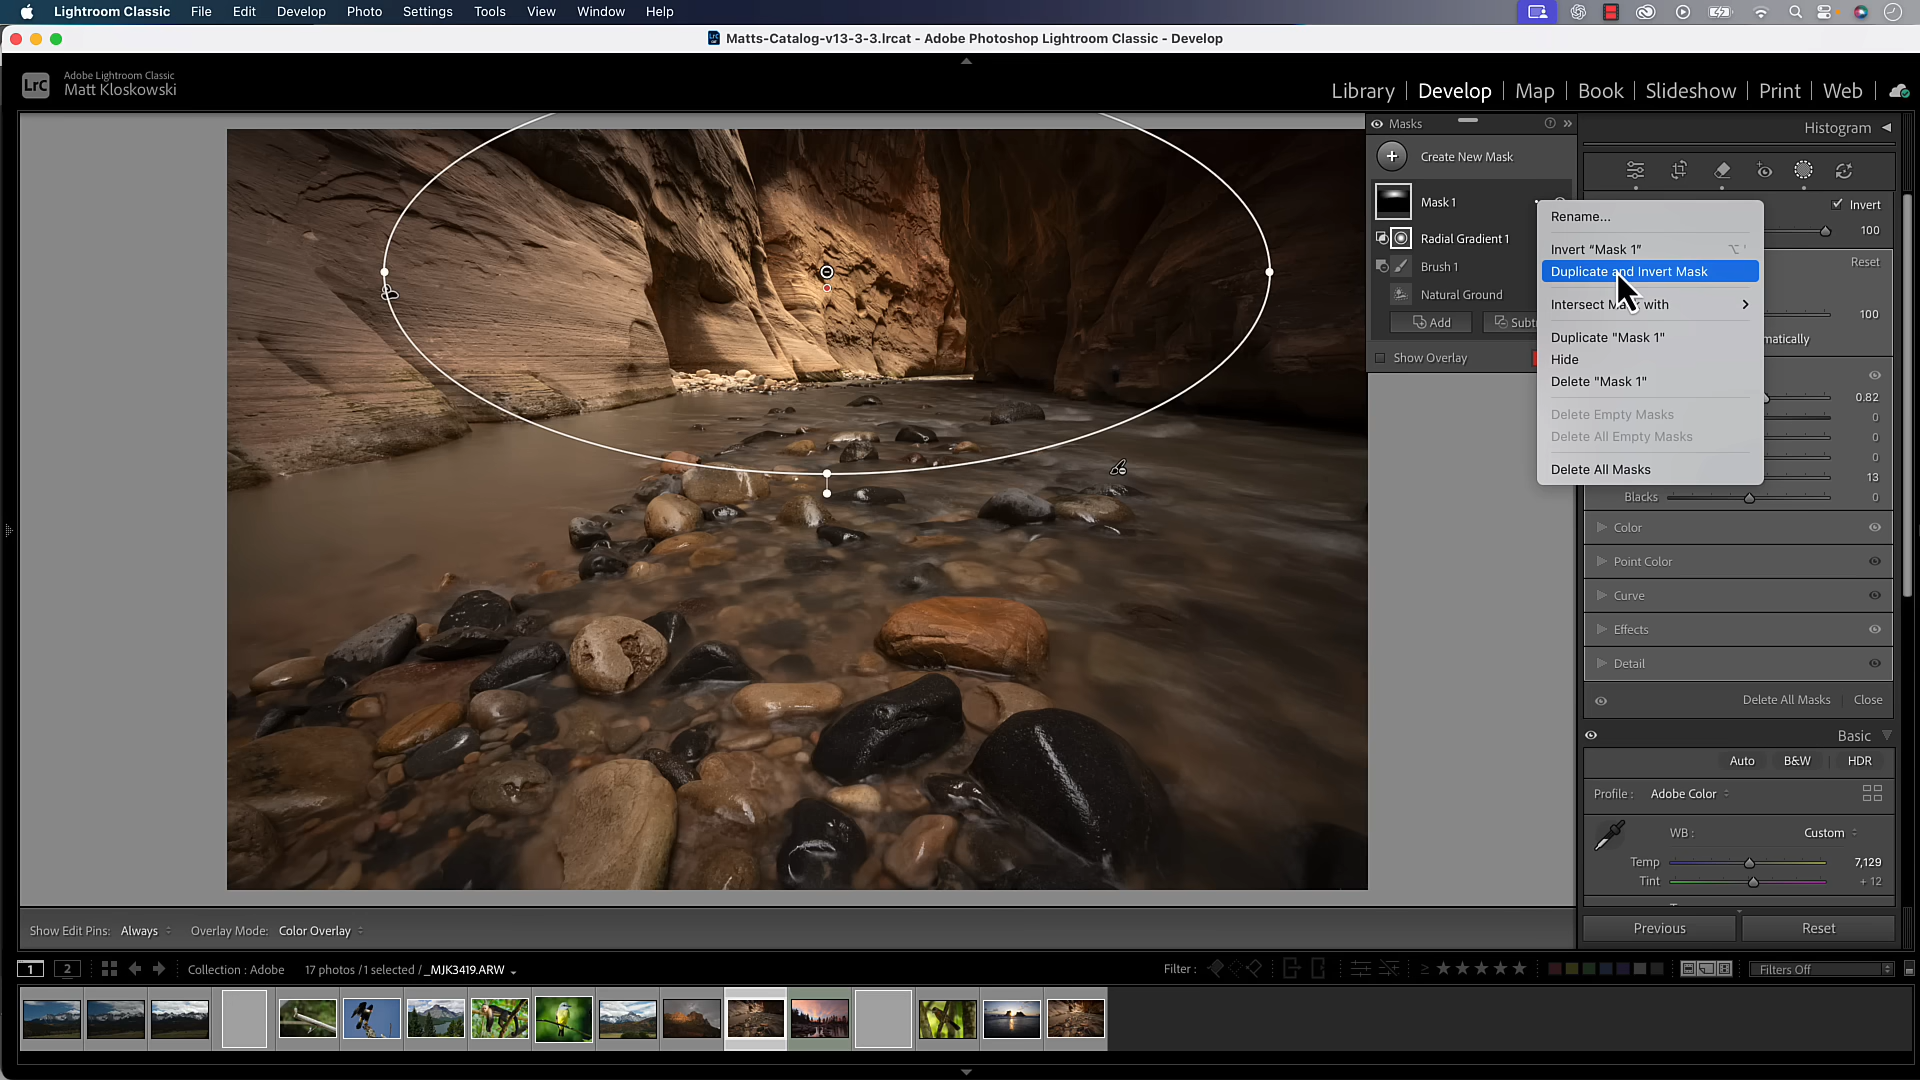 Lightroom Classic File Edit Develop Photo Settings Tools View Window Help
Matts-Catalog-v13-3-3.lrcat - Adobe Photoshop Lightroom Classic - Develop
LrC
Adobe Lightroom Classic
Matt Kloskowski
Library | Develop | Map | Book | Slideshow | Print | Web
Masks
Create New Mask
Mask 1
Radial Gradient 1
Brush 1
Natural Ground
Add
Show Overlay
Rename...
Invert “Mask 1”
Duplicate and Invert Mask
Duplicate "Mask 1"
Hide
Delete "Mask 1"
Delete Empty Masks
Delete All Empty Masks
Delete All Masks
Histogram
Invert
100
Reset
100
0.82
0
0
0
13
Blacks 0
Color
Point Color
Curve
Effects
Detail
Delete All Masks Close
Basic
Auto B&W HDR
Profile : Adobe Color
WB : Custom
Temp 7,129
Tint + 12
Previous Reset
Show Edit Pins: Always Overlay Mode: Color Overlay
1 2 Collection : Adobe 17 photos / 1 selected / _MJK3419.ARW Filter : Filters Off